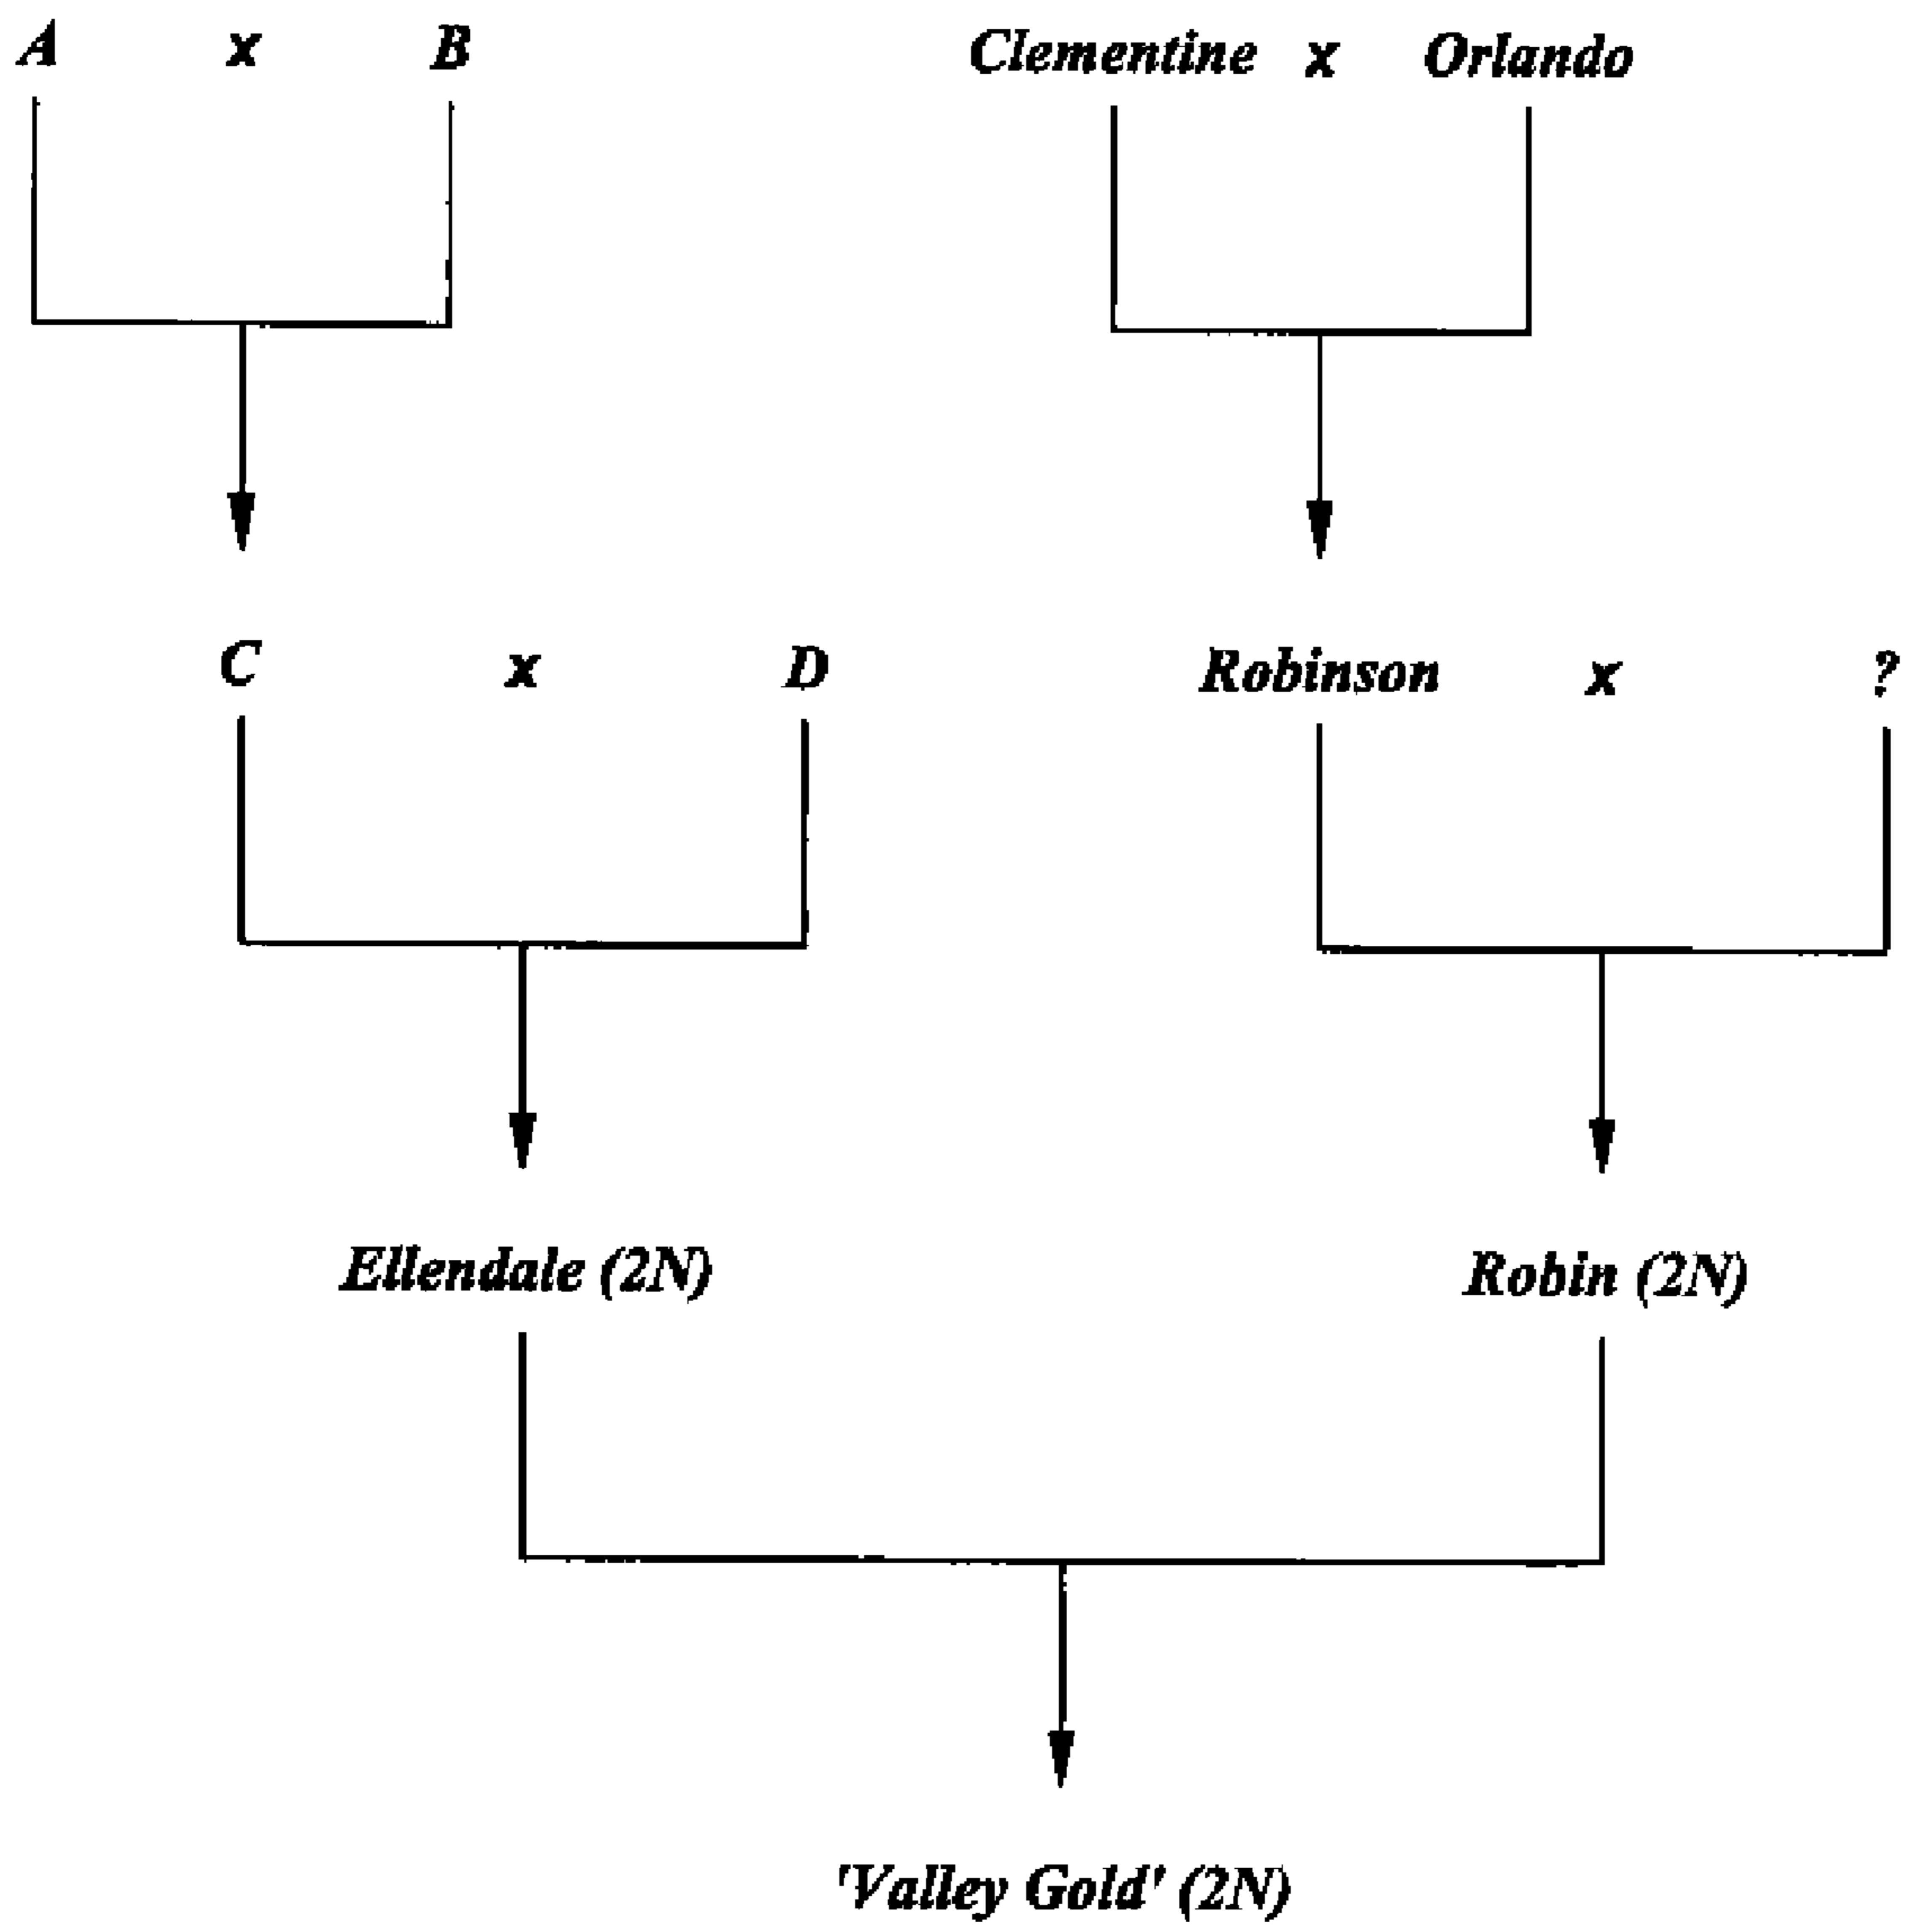 A x B Clementine x Orlando
C x D Robinson x ?
Ellendale (2N) Robin (2N)
'Valley Gold' (2N)